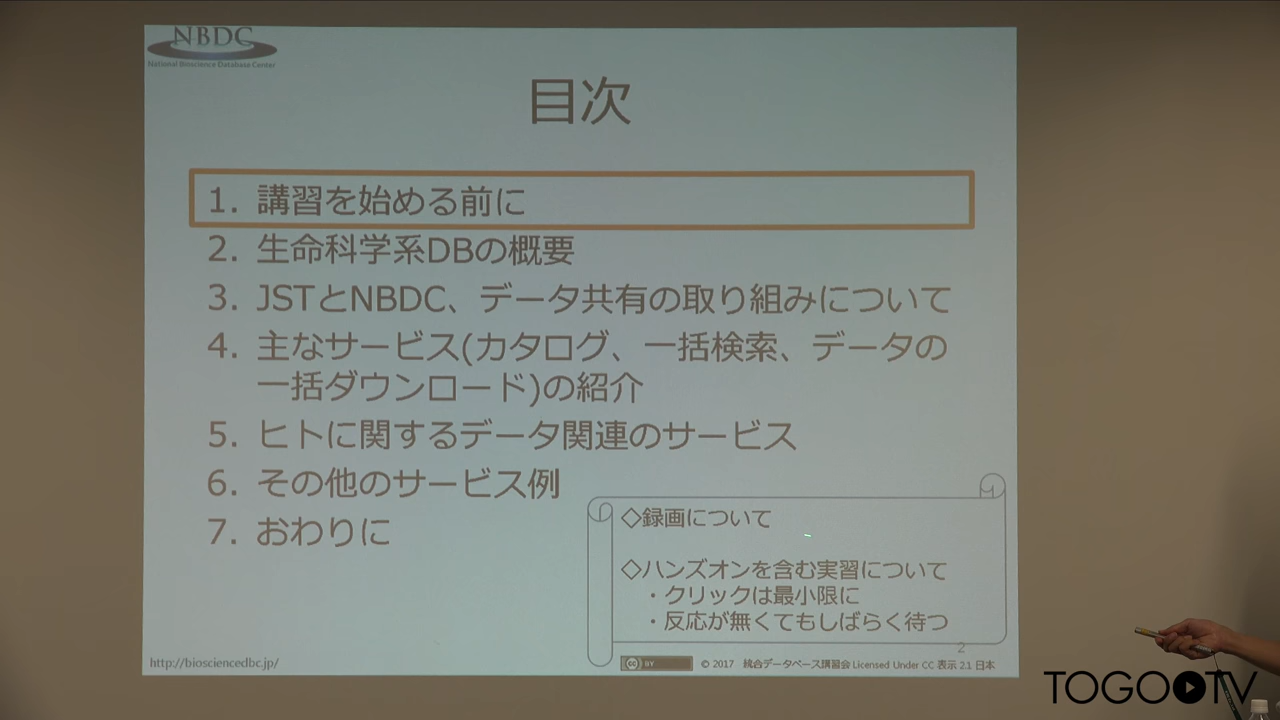 NBDC
National Bioscience Database Center
目次
1. 講習を始める前に
2. 生命科学系DBの概要
3. JSTとNBDC、データ共有の取り組みについて
4. 主なサービス(カタログ、一括検索、データの
一括ダウンロード)の紹介
5. ヒトに関するデータ関連のサービス
6. その他のサービス例
7. おわりに
◇録画について
◇ハンズオンを含む実習について
・クリックは最小限に
・反応が無くてもしばらく待つ
2
http://biosciencedbc.jp/
cc BY
© 2017 統合データベース講習会 Licensed Under CC 表示 2.1 日本
TOGOTV